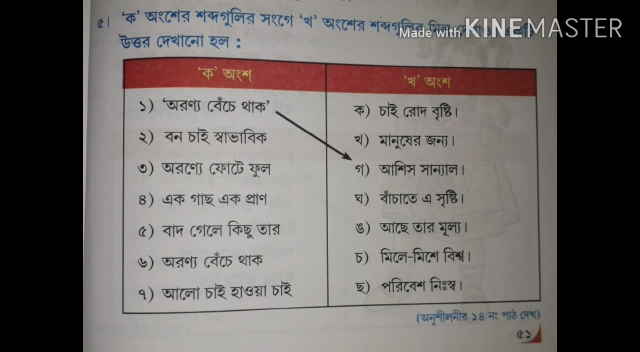 Made with KINEMASTER
৫। ‘ক’ অংশের শব্দগুলির সংগে ‘খ’ অংশের শব্দগুলির মিল
উত্তর দেখানো হল :
‘ক’ অংশ ‘খ’ অংশ
১) ‘অরণ্য বেঁচে থাক’ ক) চাই রোদ বৃষ্টি।
২) বন চাই স্বাভাবিক খ) মানুষের জন্য।
৩) অরণ্যে ফোটে ফুল গ) আশিস সান্যাল।
৪) এক গাছ এক প্রাণ ঘ) বাঁচাতে এ সৃষ্টি।
৫) বাদ গেলে কিছু তার ঙ) আছে তার মূল্য।
৬) অরণ্য বেঁচে থাক চ) মিলে-মিশে বিশ্ব।
৭) আলো চাই হাওয়া চাই ছ) পরিবেশ নিঃস্ব।
(অনুশীলনীর ১৪ নং পাঠ দেখ)
৫১